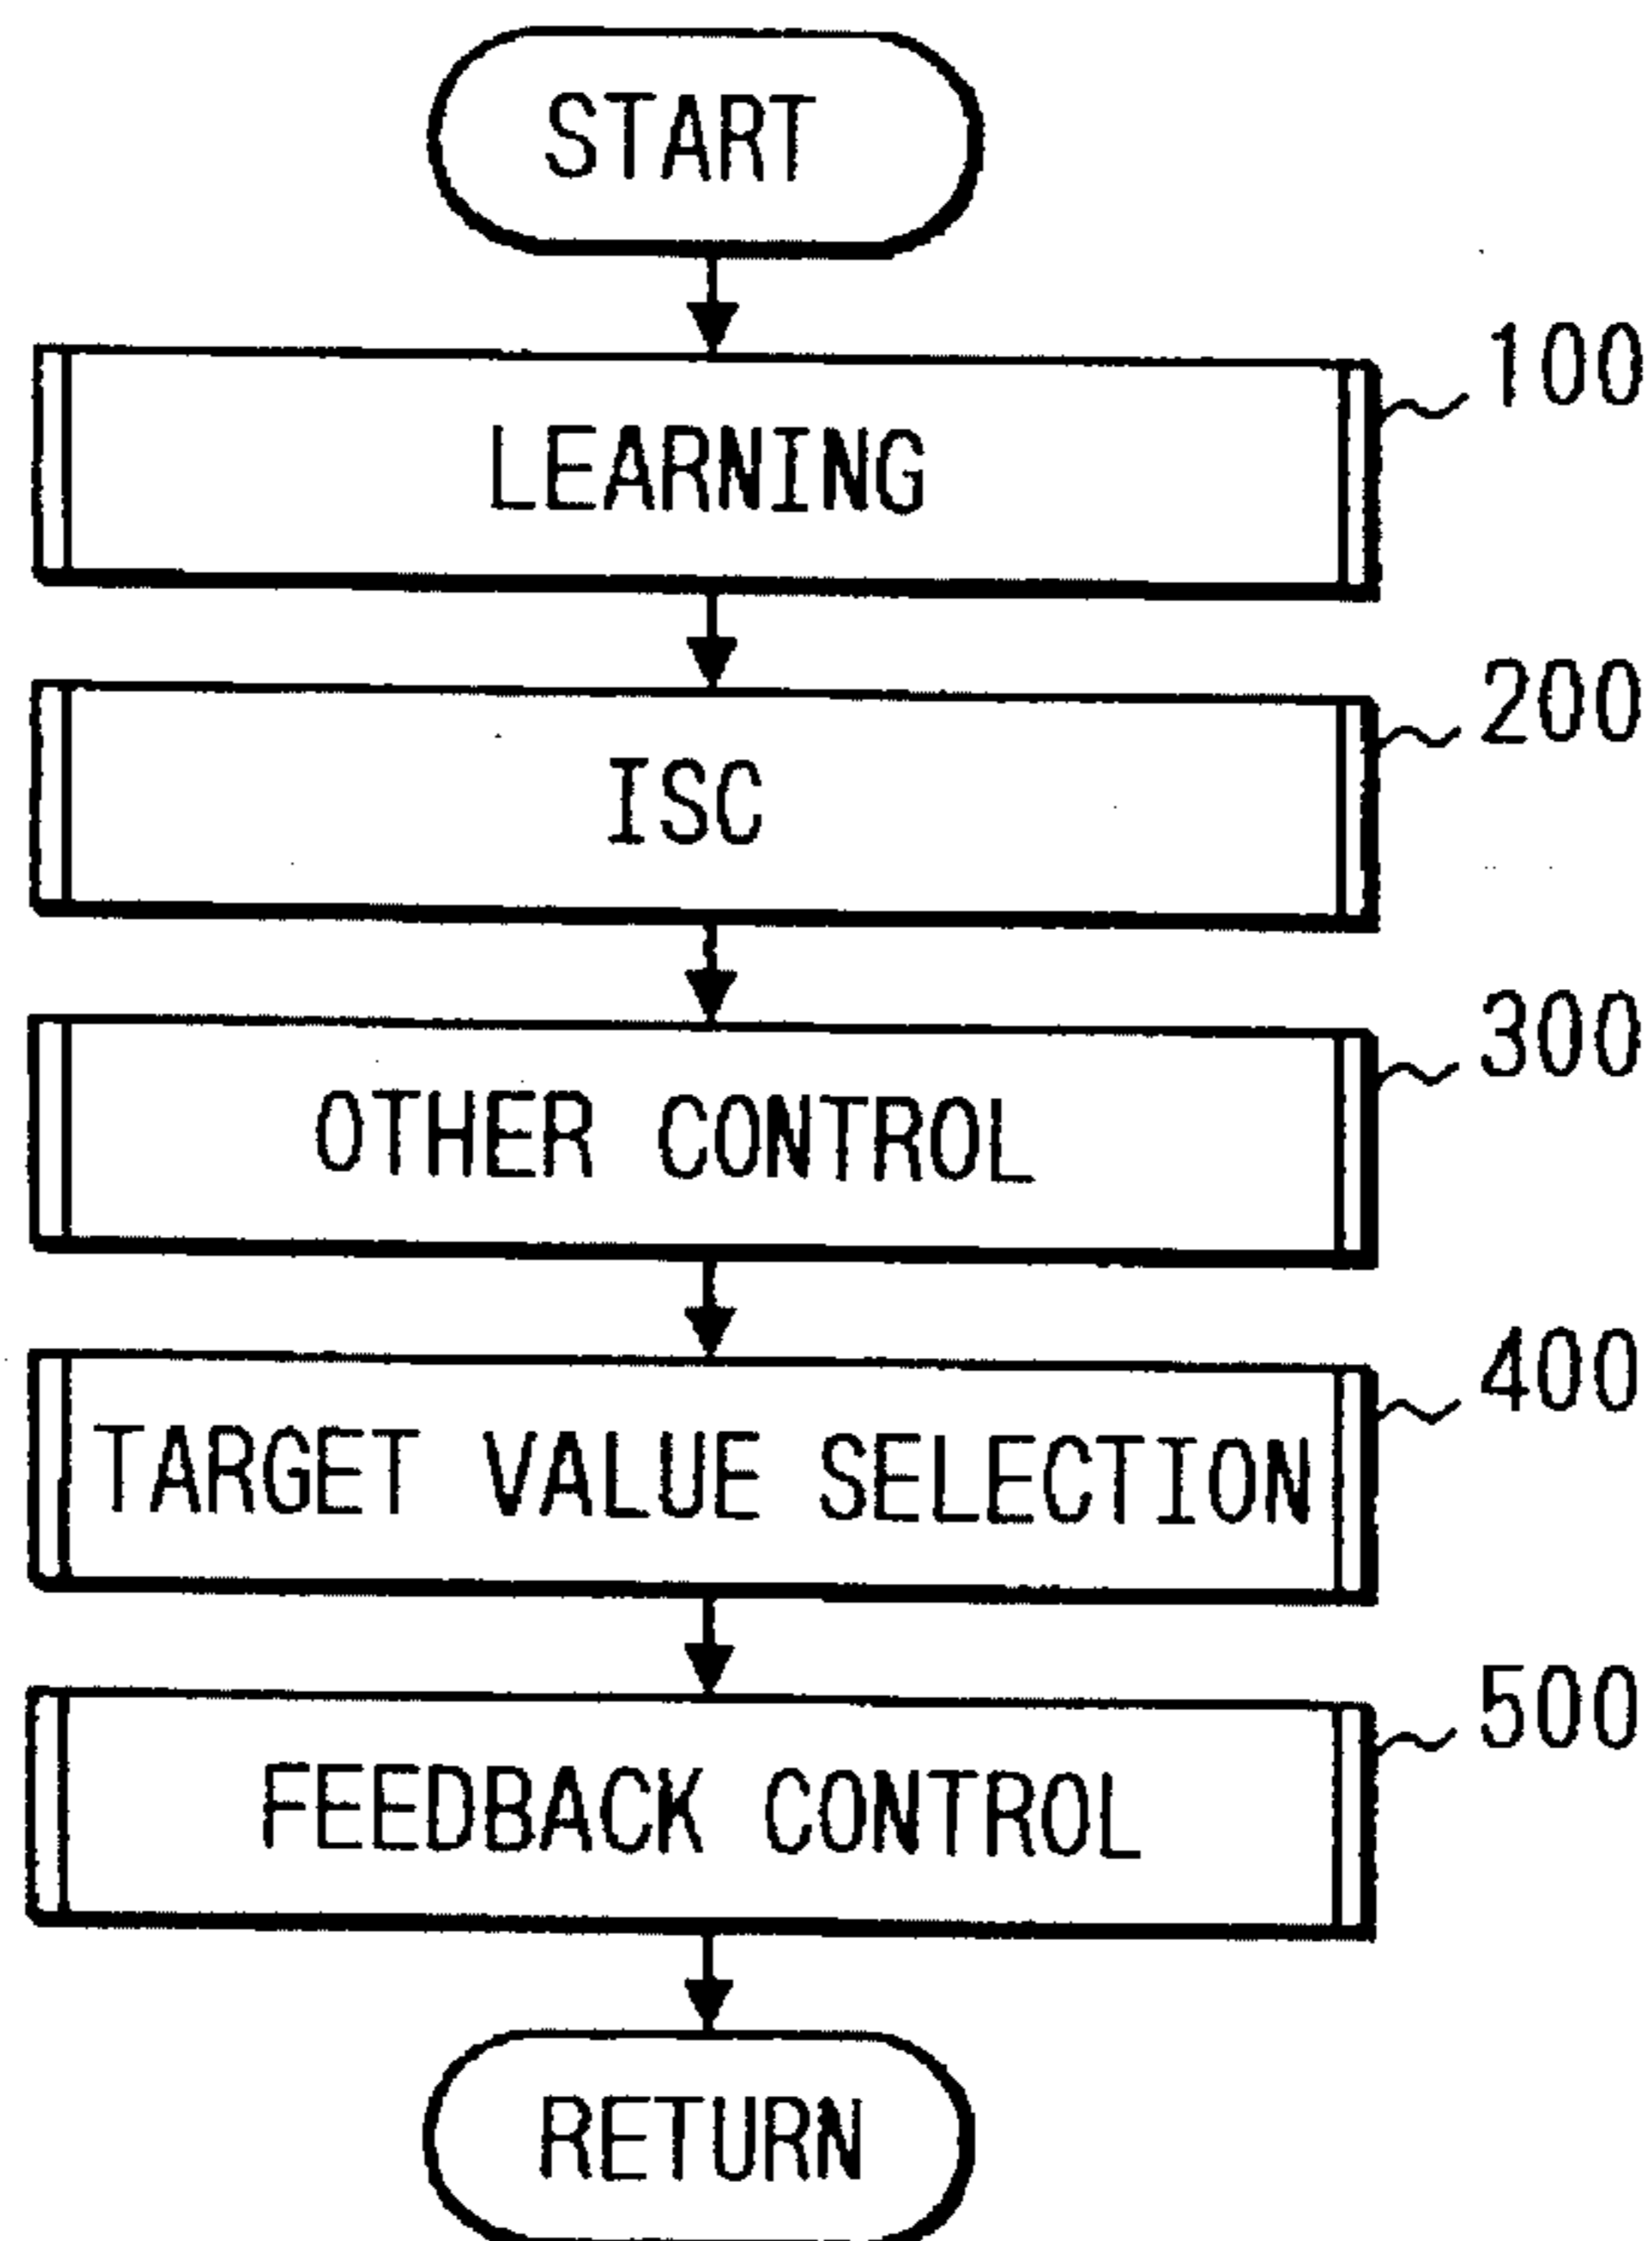 START
LEARNING
100
ISC
200
OTHER CONTROL
300
TARGET VALUE SELECTION
400
FEEDBACK CONTROL
500
RETURN